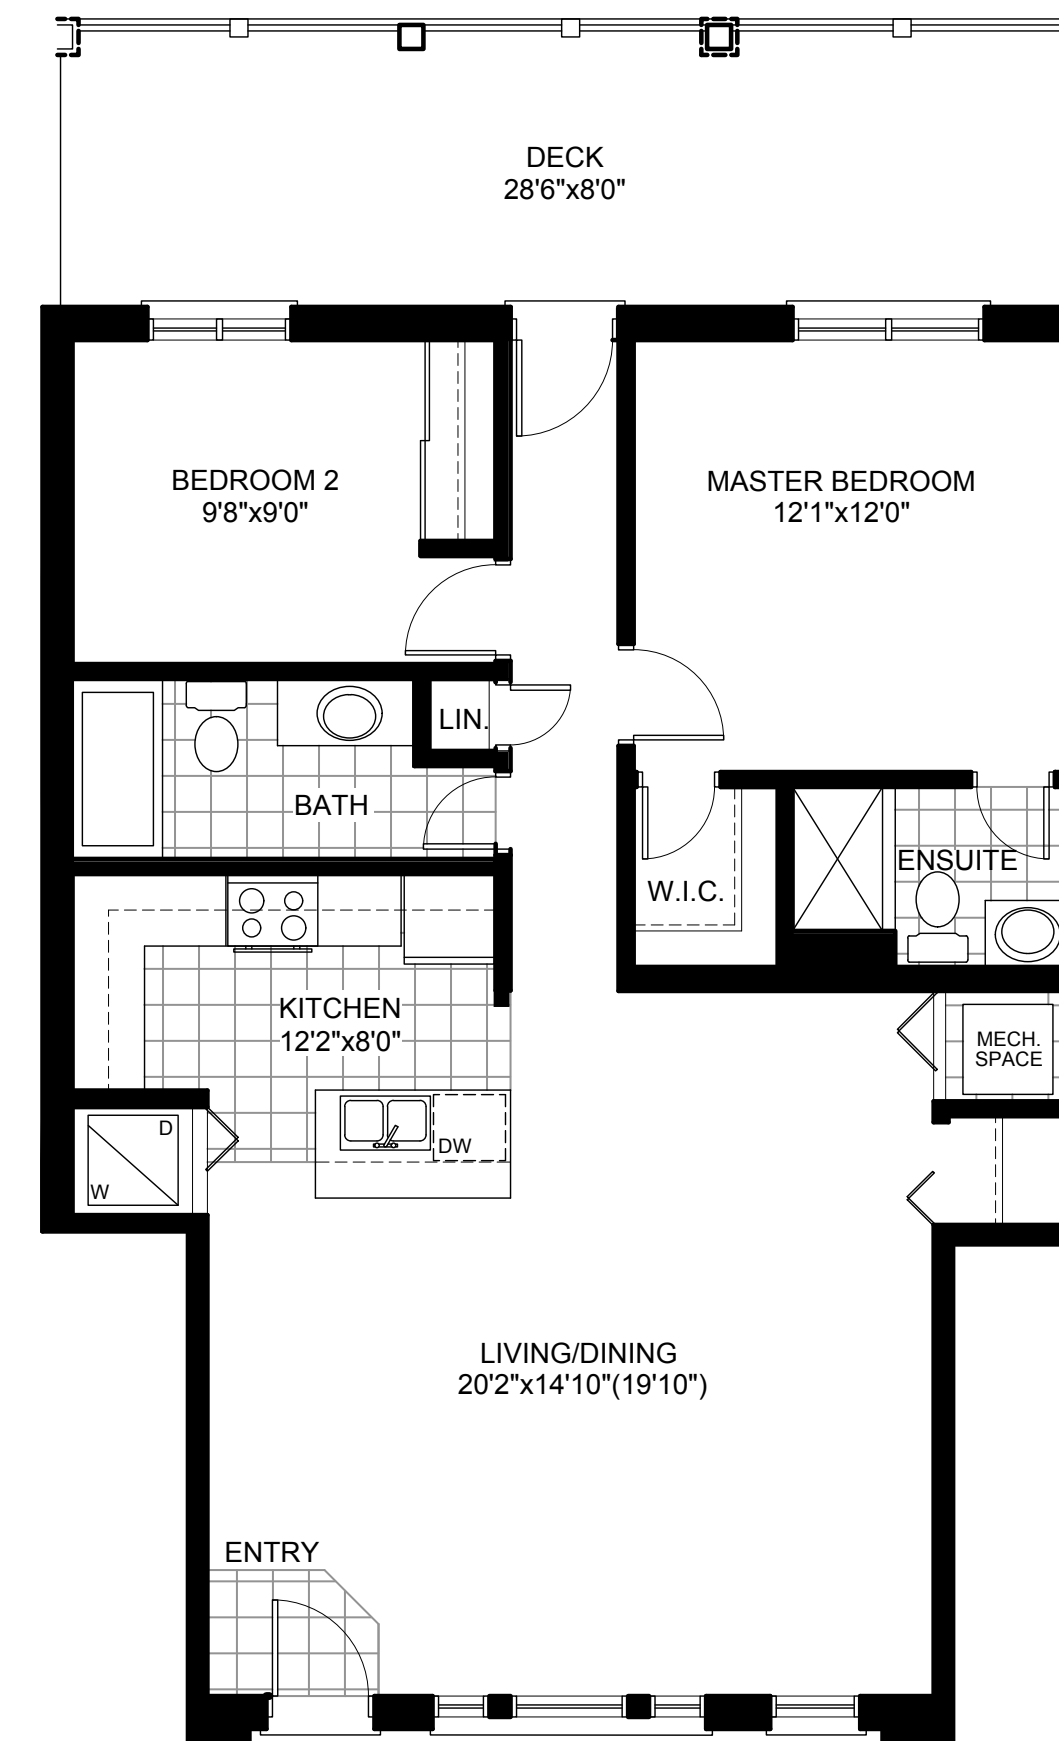 DECK
28'6"x8'0"
BEDROOM 2
9'8"x9'0"
MASTER BEDROOM
12'1"x12'0"
LIN.
BATH
W.I.C.
ENSUITE
KITCHEN
12'2"x8'0"
MECH.
SPACE
D
W
DW
LIVING/DINING
20'2"x14'10"(19'10")
ENTRY